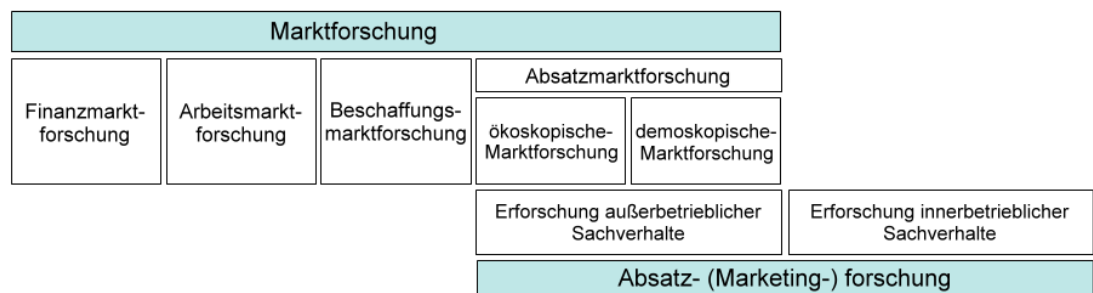 Marktforschung
Finanzmarkt-
forschung
Arbeitsmarkt-
forschung
Beschaffungs-
marktforschung
Absatzmarktforschung
ökoskopische-
Marktforschung
demoskopische-
Marktforschung
Erforschung außerbetrieblicher
Sachverhalte
Erforschung innerbetrieblicher
Sachverhalte
Absatz- (Marketing-) forschung